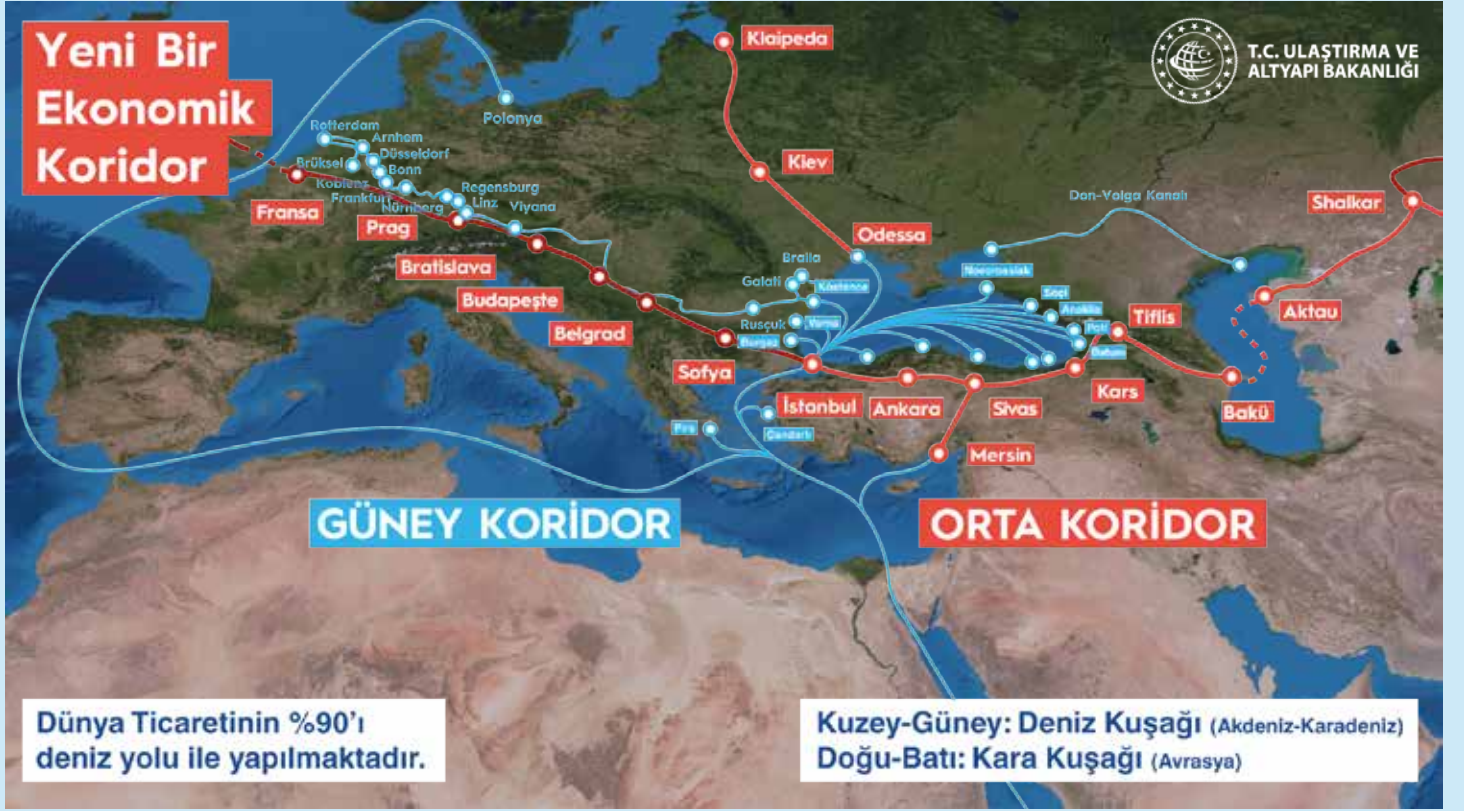 Yeni Bir
Ekonomik
Koridor
T.C. ULAŞTIRMA VE
ALTYAPI BAKANLIĞI
Klaipeda
Polonya
Rotterdam
Arnhem
Düsseldorf
Brüksel
Bonn
Koblenz
Frankfurt
Regensburg
Nürnberg
Linz
Viyana
Kiev
Don-Volga Kanalı
Shalkar
Fransa
Prag
Odessa
Bratislava
Braila
Galati
Köstence
Novorossisk
Budapeşte
Soçi
Anaklia
Aktau
Belgrad
Rusçuk
Varna
Poti
Tiflis
Burgaz
Batum
Sofya
İstanbul
Ankara
Sivas
Kars
Bakü
Pire
Çandarlı
Mersin
GÜNEY KORİDOR
ORTA KORİDOR
Dünya Ticaretinin %90’ı
deniz yolu ile yapılmaktadır.
Kuzey-Güney: Deniz Kuşağı (Akdeniz-Karadeniz)
Doğu-Batı: Kara Kuşağı (Avrasya)